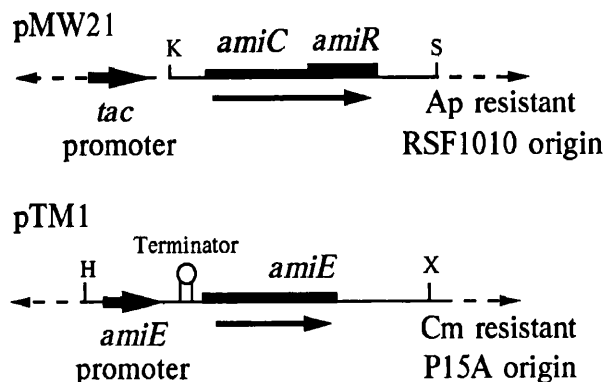 pMW21
K amiC amiR S
tac
promoter
Ap resistant
RSF1010 origin
pTM1
Terminator
H amiE X
amiE
promoter
Cm resistant
P15A origin